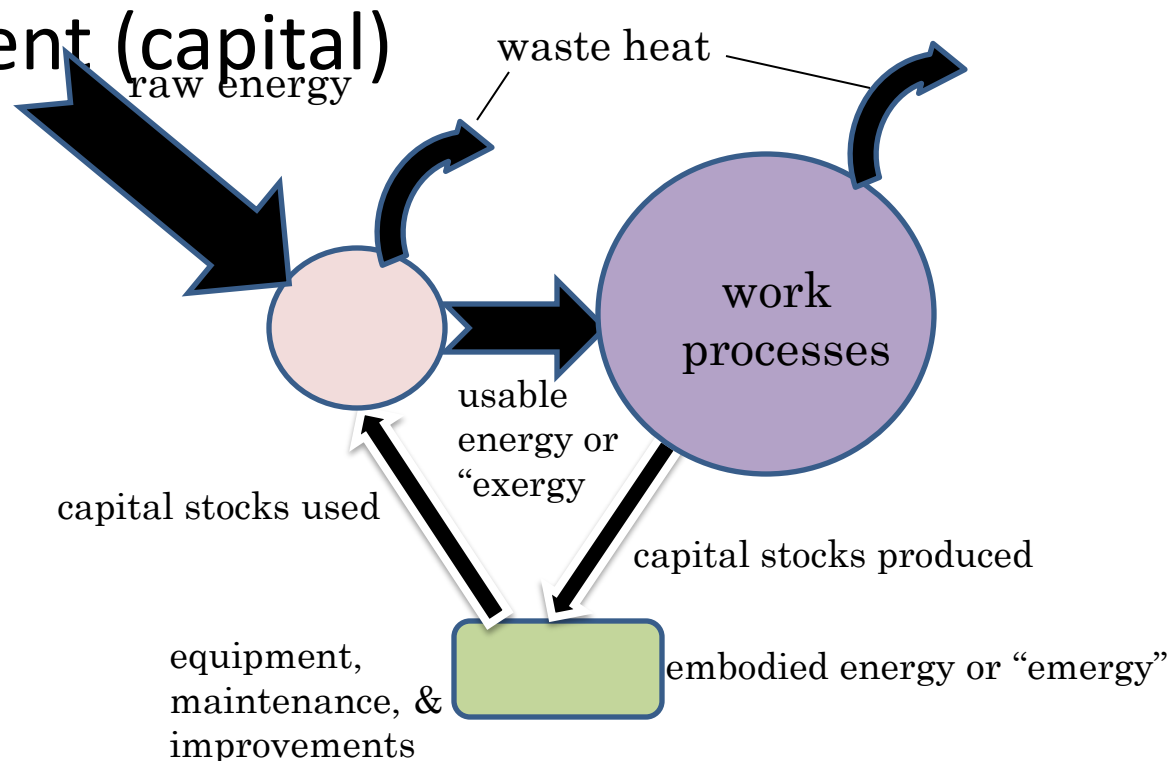 ent (capital)
raw energy
waste heat
work
processes
usable
energy or
“exergy
capital stocks used
capital stocks produced
equipment,
maintenance, &
improvements
embodied energy or “emergy”